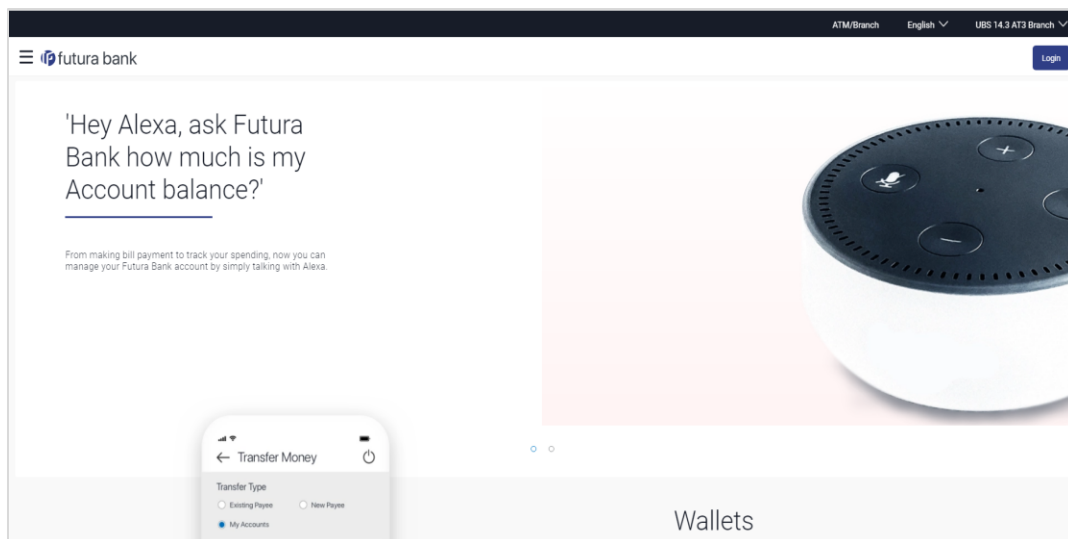 ATM/Branch English UBS 14.3 AT3 Branch
futura bank
Login
'Hey Alexa, ask Futura
Bank how much is my
Account balance?'
From making bill payment to track your spending, now you can
manage your Futura Bank account by simply talking with Alexa.
Transfer Money
Transfer Type
Existing Payee New Payee
My Accounts
Wallets